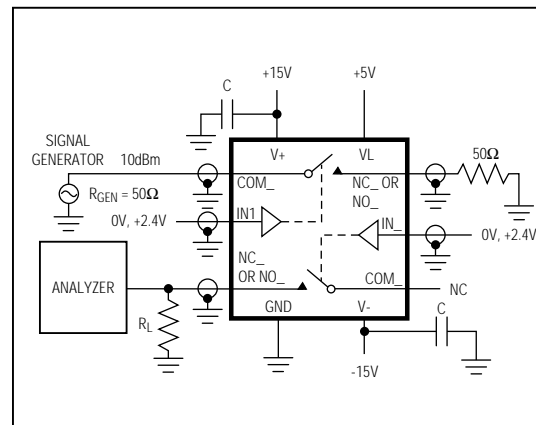 +15V +5V
C
SIGNAL
GENERATOR 10dBm
V+ VL 50Ω
COM_ NC_ OR
NO_
RGEN = 50Ω
0V, +2.4V IN1 IN_ 0V, +2.4V
NC_
OR NO_ COM_ NC
ANALYZER
RL
GND V- C
-15V